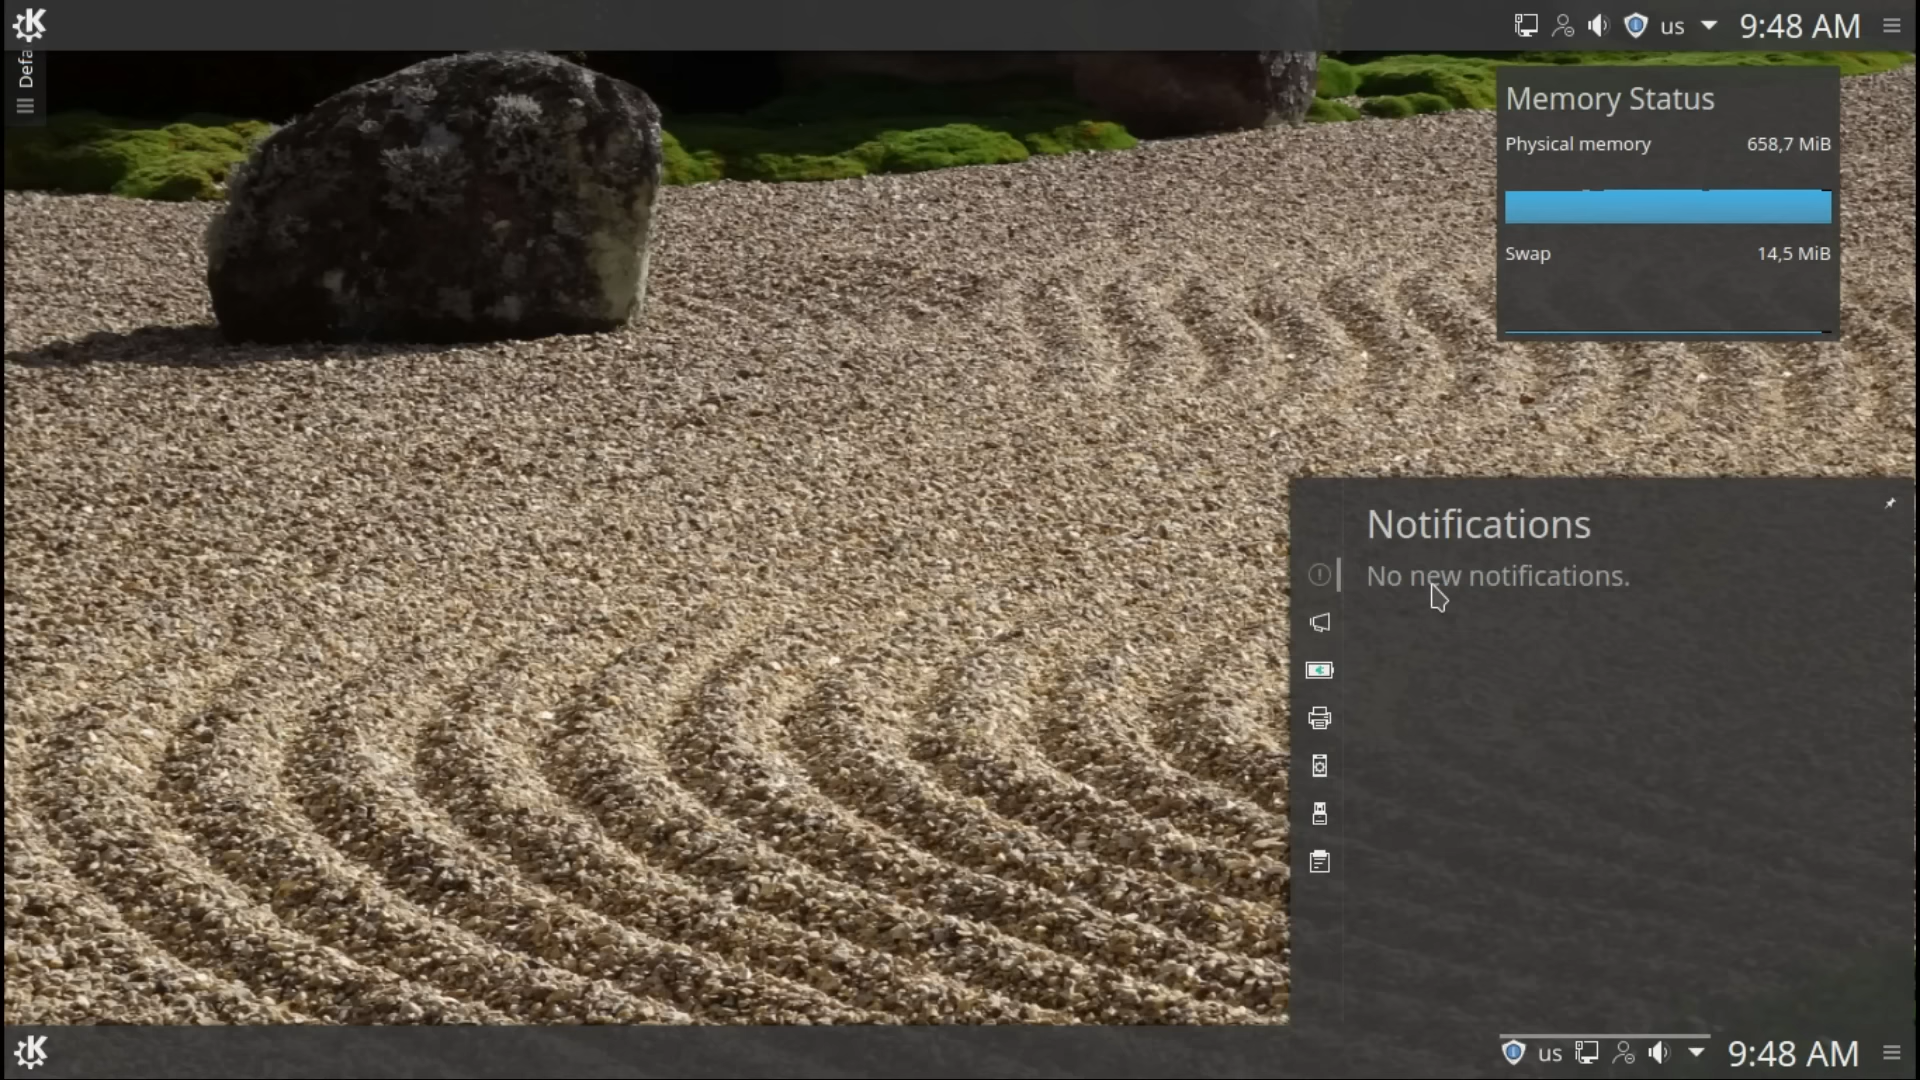 us 9:48 AM
Defa
Memory Status
Physical memory 658,7 MiB
Swap 14,5 MiB
Notifications
No new notifications.
us 9:48 AM